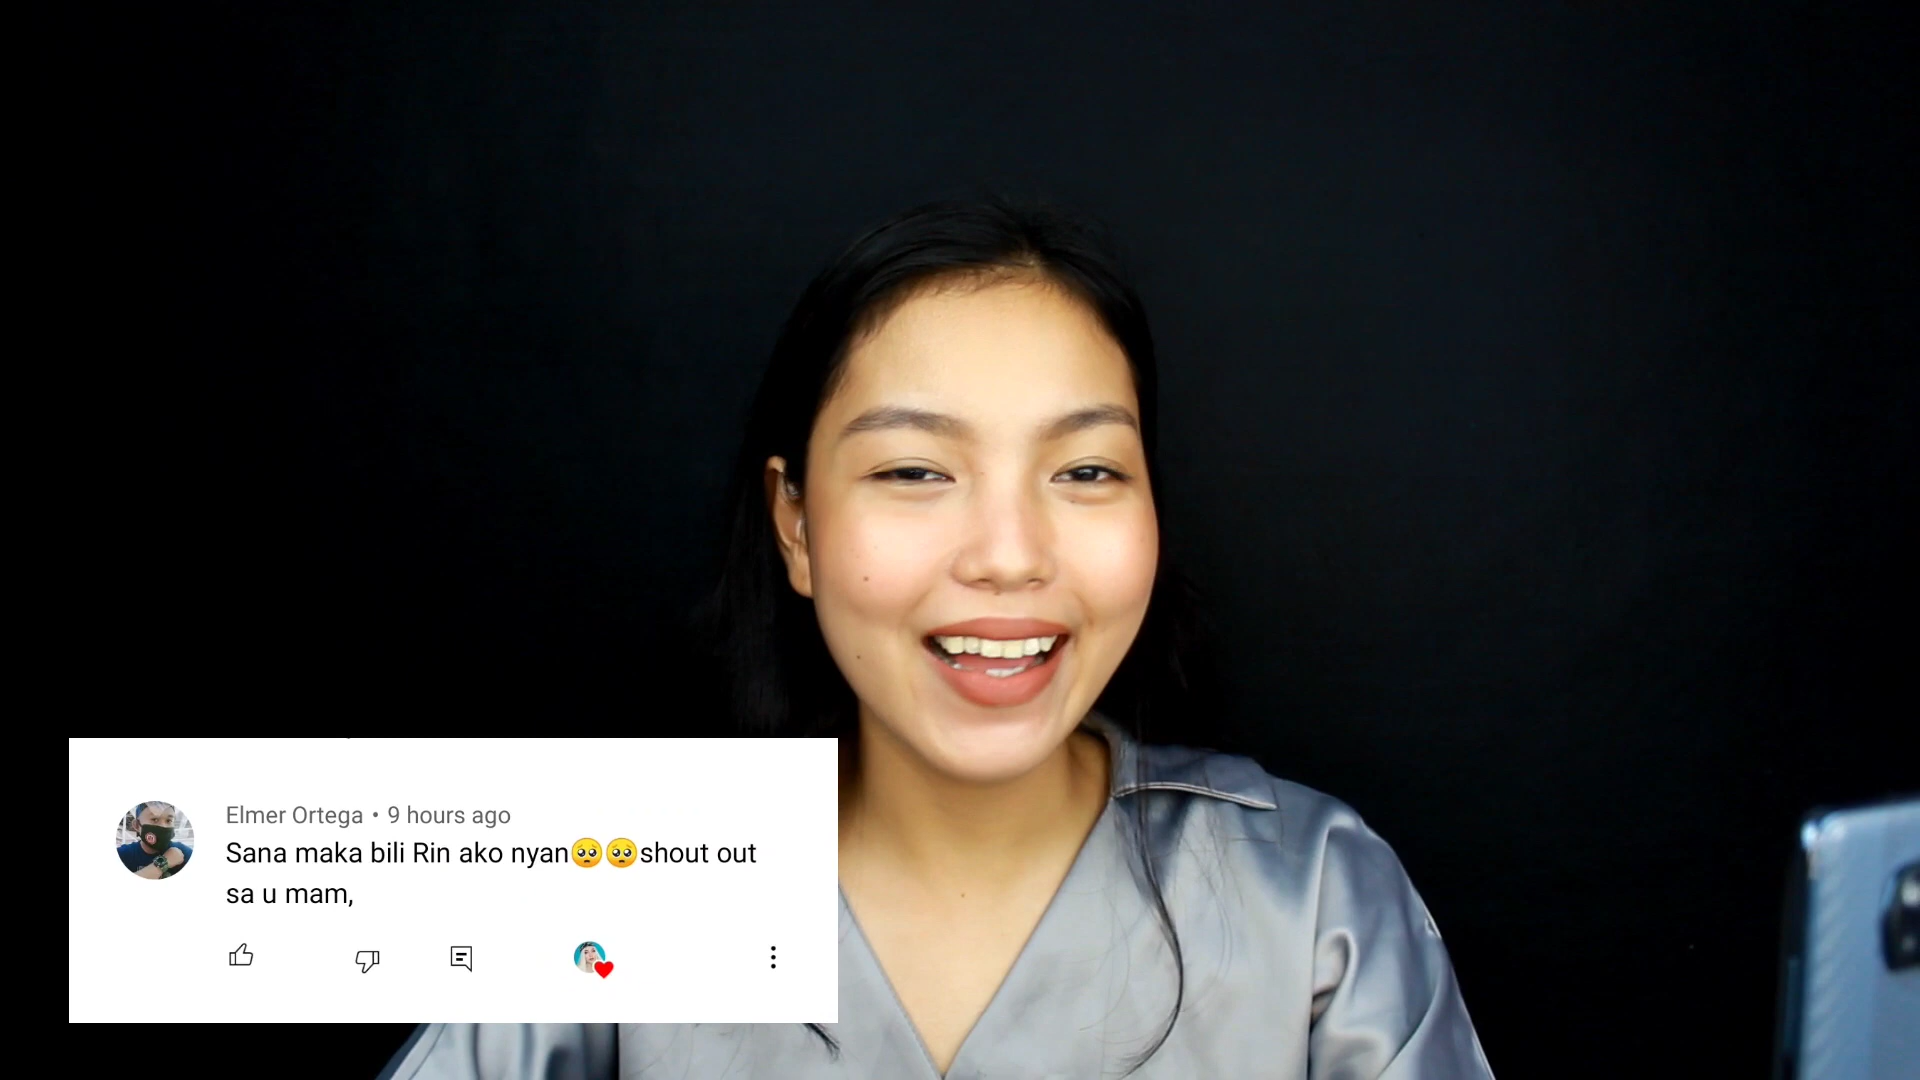 Elmer Ortega • 9 hours ago
Sana maka bili Rin ako nyan🥺🥺shout out
sa u mam,